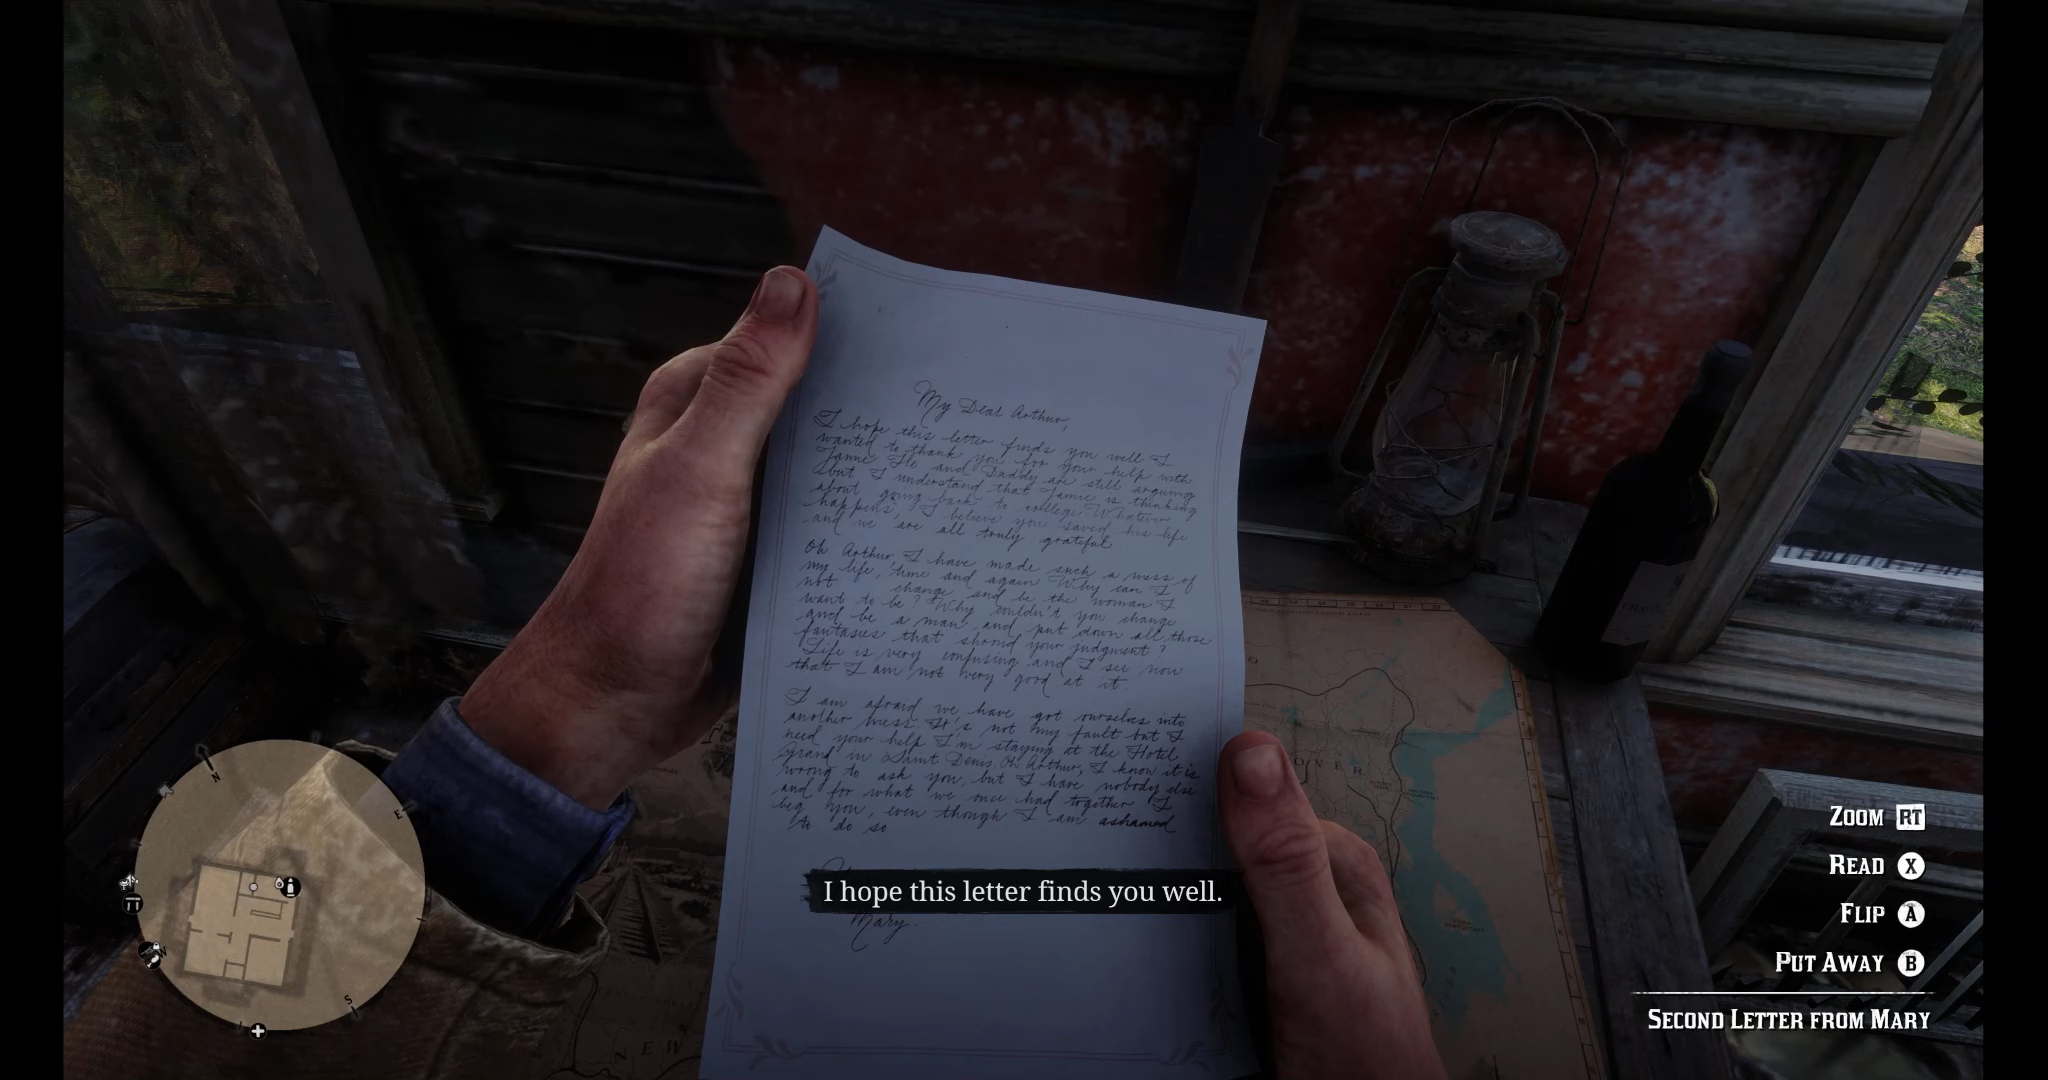 My Dear Arthur,
I hope this letter finds you well I
wanted to thank you for your help with
Jamie He and Daddy are still arguing
but I understand that Jamie is thinking
about going back to college. Whatever
happens, I believe you saved his life
and we are all truly grateful
Oh Arthur I have made such a mess of
my life, time and again Why can I
not change and be the woman I
want to be? Why couldn't you change
and be a man and put down all those
fantasies that shroud your judgment?
Life is very confusing and I see now
that I am not very good at it.
I am afraid we have got ourselves into
another mess. It's not my fault but I
need your help I'm staying at the Hotel
Grand in Saint Denis. Oh Arthur, I know it is
wrong to ask you, but I have nobody else
and for what we once had together I
beg you, even though I am ashamed
to do so
I hope this letter finds you well.
Mary.
OVER
NEW
N
E
S
ZOOM RT
READ X
FLIP A
PUT AWAY B
SECOND LETTER FROM MARY